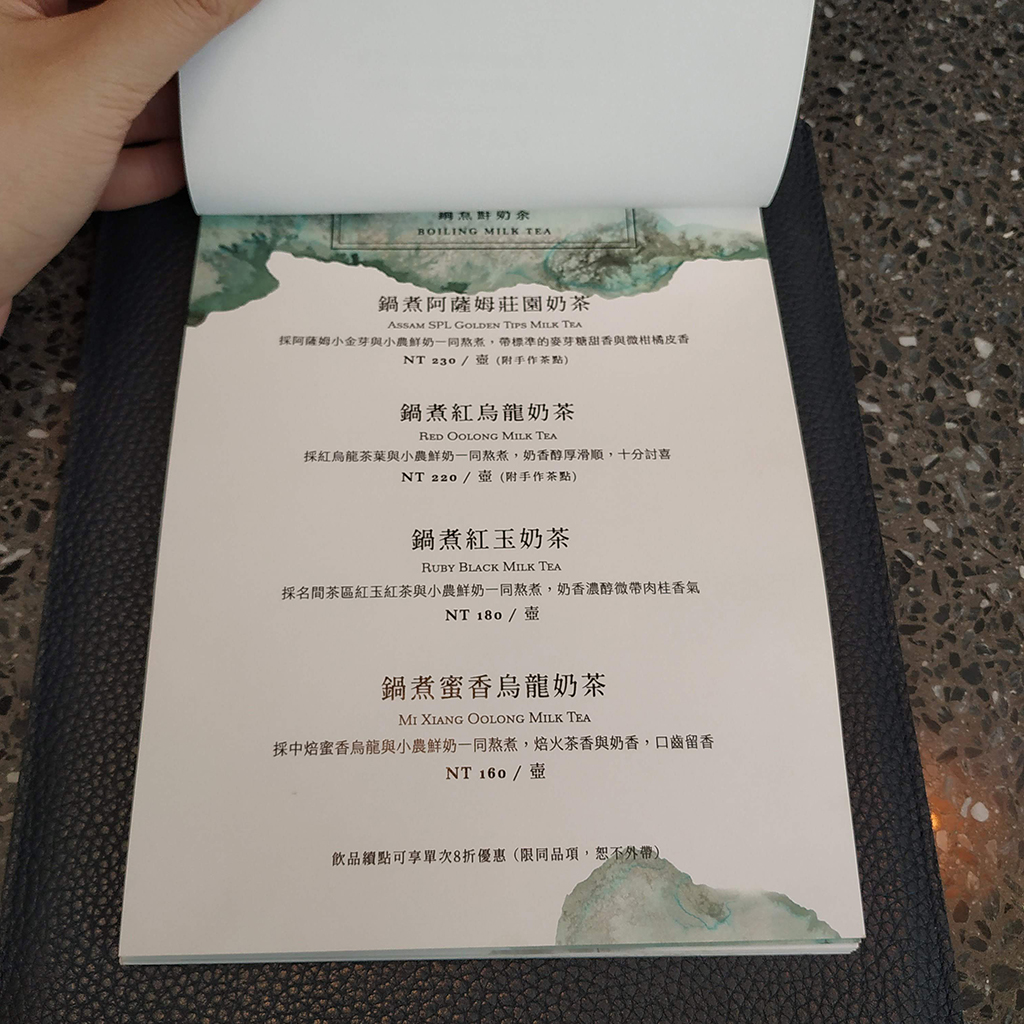 鍋煮鮮奶茶
BOILING MILK TEA
鍋煮阿薩姆莊園奶茶
ASSAM SPL GOLDEN TIPS MILK TEA
採阿薩姆小金芽與小農鮮奶一同熬煮，帶標準的麥芽糖甜香與微柑橘皮香
NT 230 / 壺 (附手作茶點)
鍋煮紅烏龍奶茶
RED OOLONG MILK TEA
採紅烏龍茶葉與小農鮮奶一同熬煮，奶香醇厚滑順，十分討喜
NT 220 / 壺 (附手作茶點)
鍋煮紅玉奶茶
RUBY BLACK MILK TEA
採名間茶區紅玉紅茶與小農鮮奶一同熬煮，奶香濃醇微帶肉桂香氣
NT 180 / 壺
鍋煮蜜香烏龍奶茶
MI XIANG OOLONG MILK TEA
採中焙蜜香烏龍與小農鮮奶一同熬煮，焙火茶香與奶香，口齒留香
NT 160 / 壺
飲品續點可享單次8折優惠（限同品項，恕不外帶）